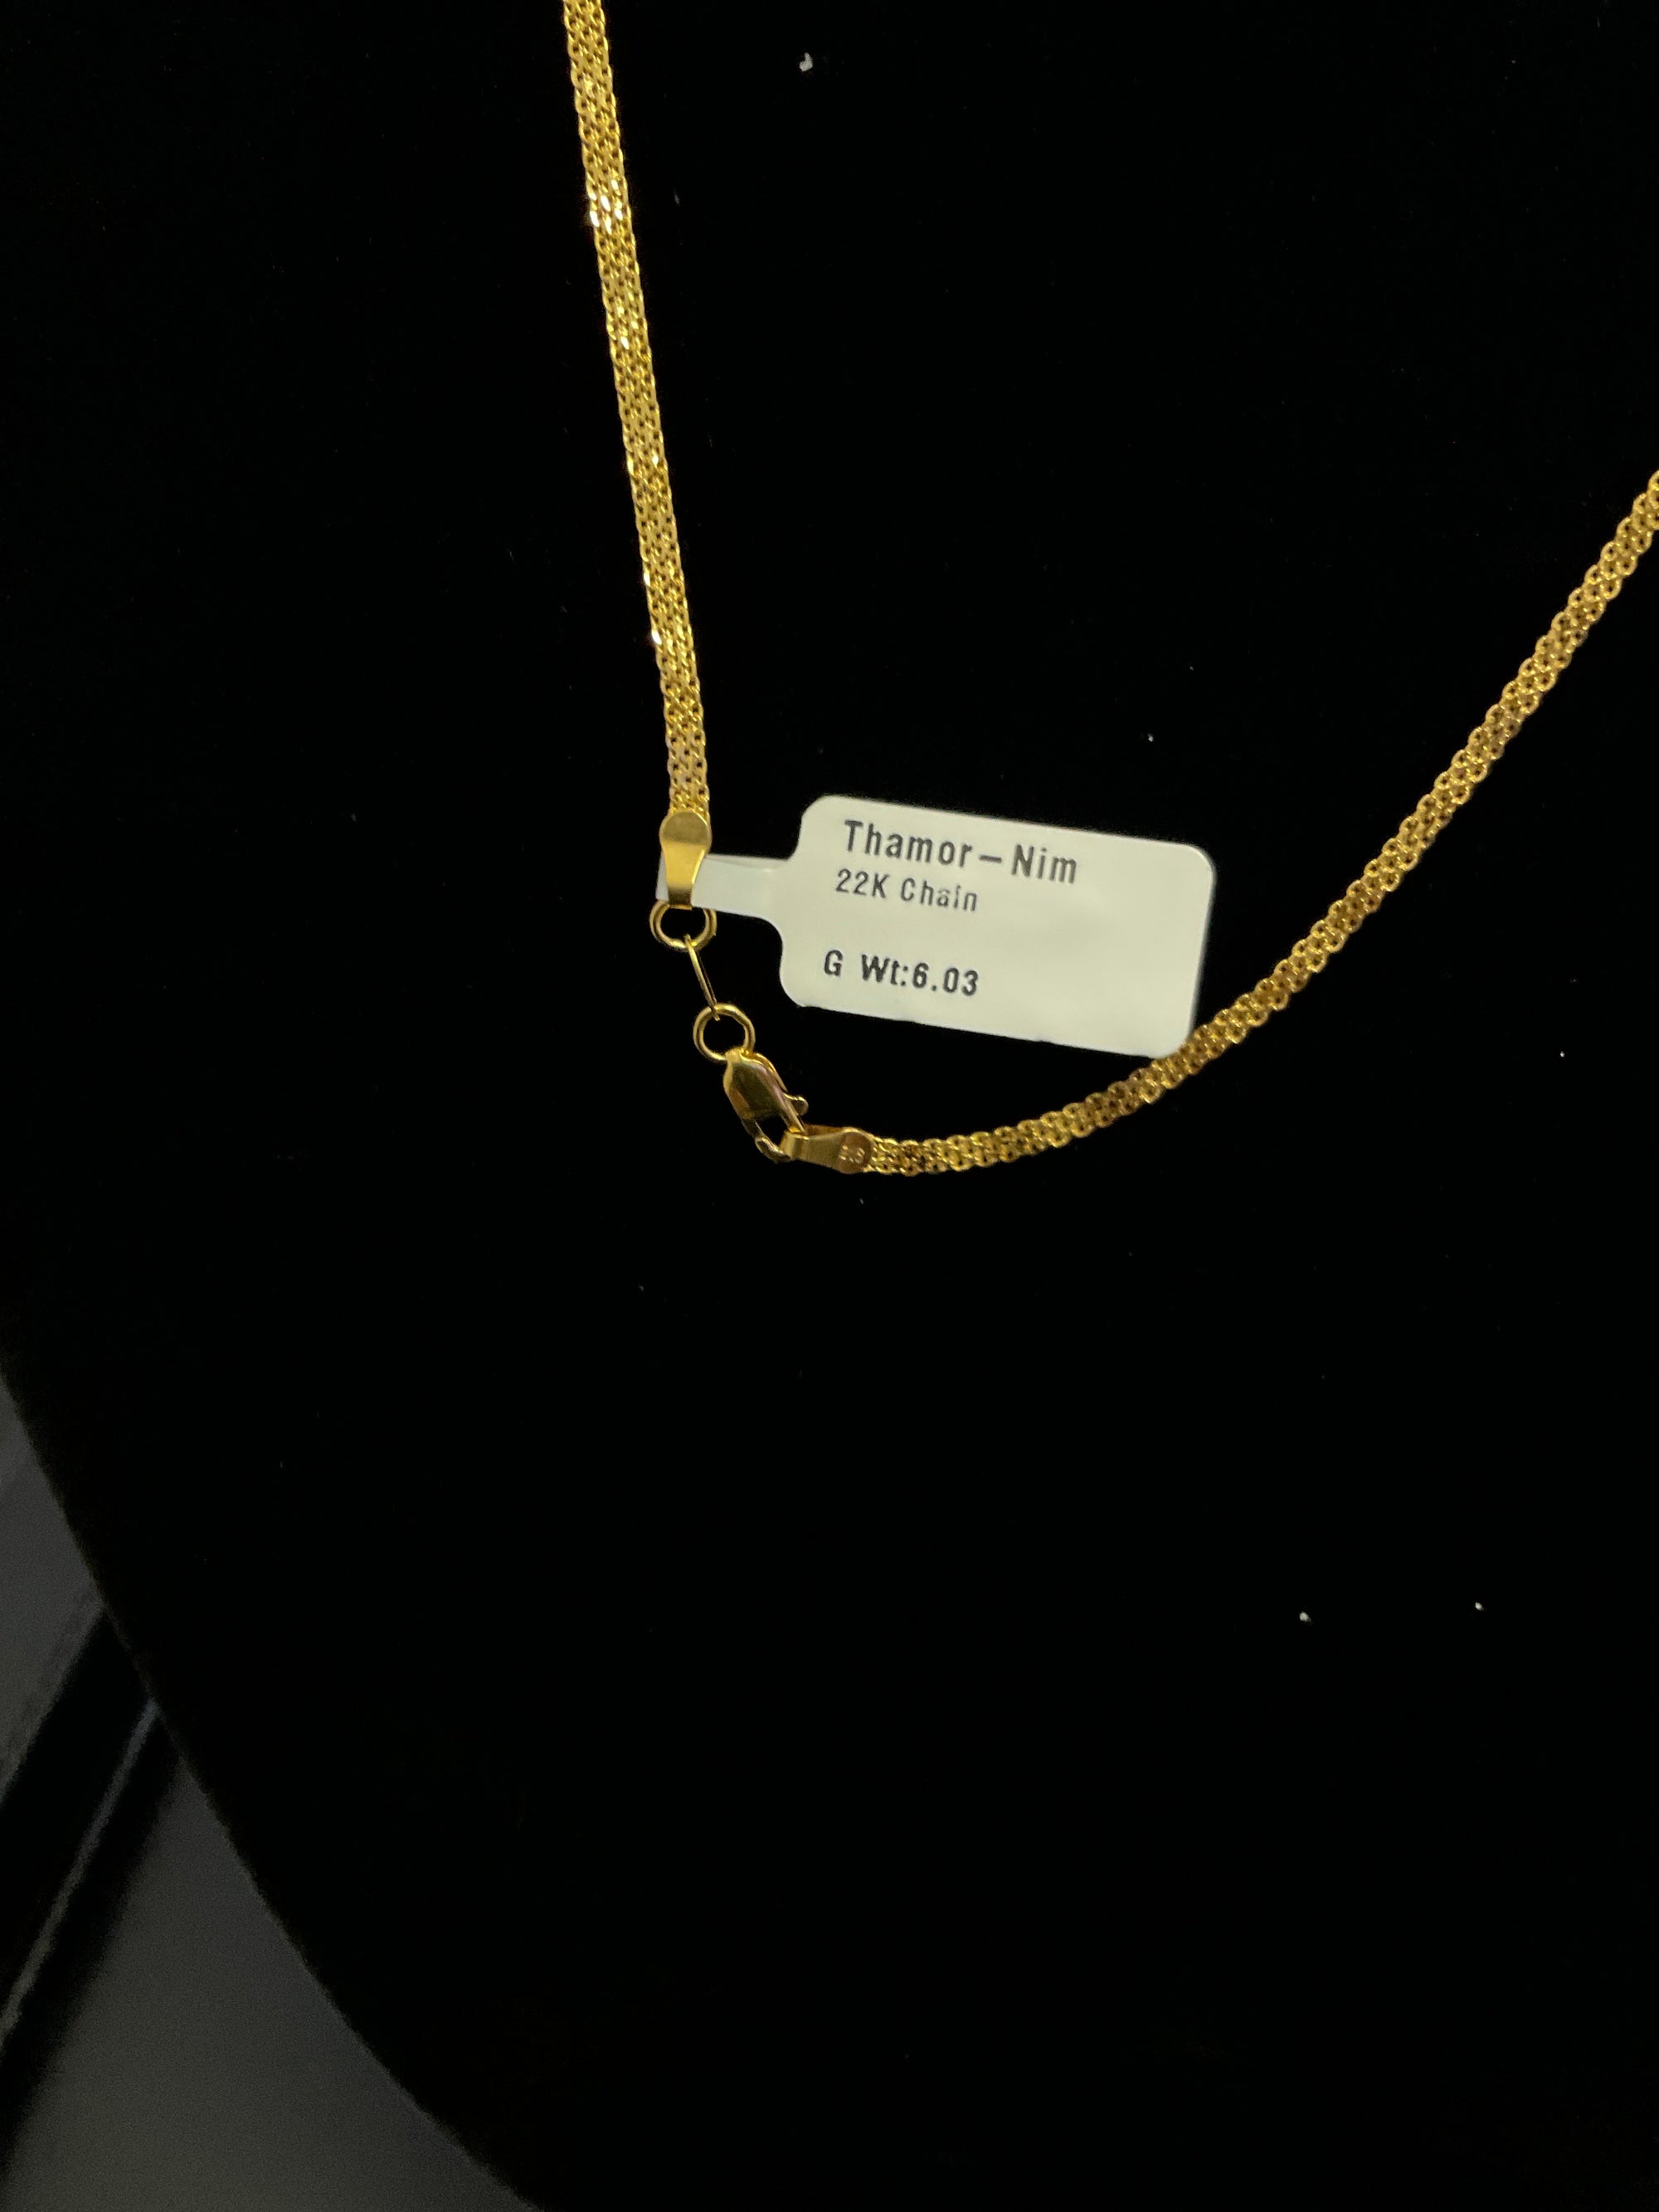 Thamor-Nim
22K Chain
G Wt:6.03